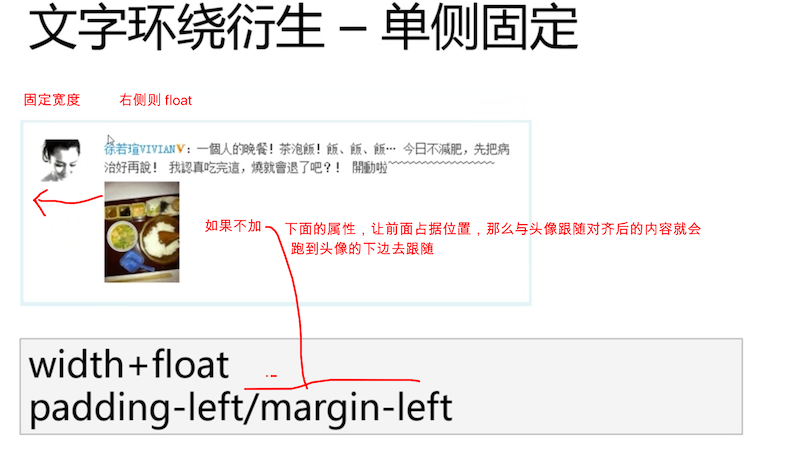 文字环绕衍生 – 单侧固定
固定宽度 右侧则 float
徐若瑄VIVIAN：一個人的晚餐！茶泡飯！飯、飯、飯… 今日不減肥，先把病
治好再說！ 我認真吃完這，燒就會退了吧？！ 開動啦~~~~~~~~~~~~~~~~
如果不加 下面的属性，让前面占据位置，那么与头像跟随对齐后的内容就会
跑到头像的下边去跟随
width+float
padding-left/margin-left